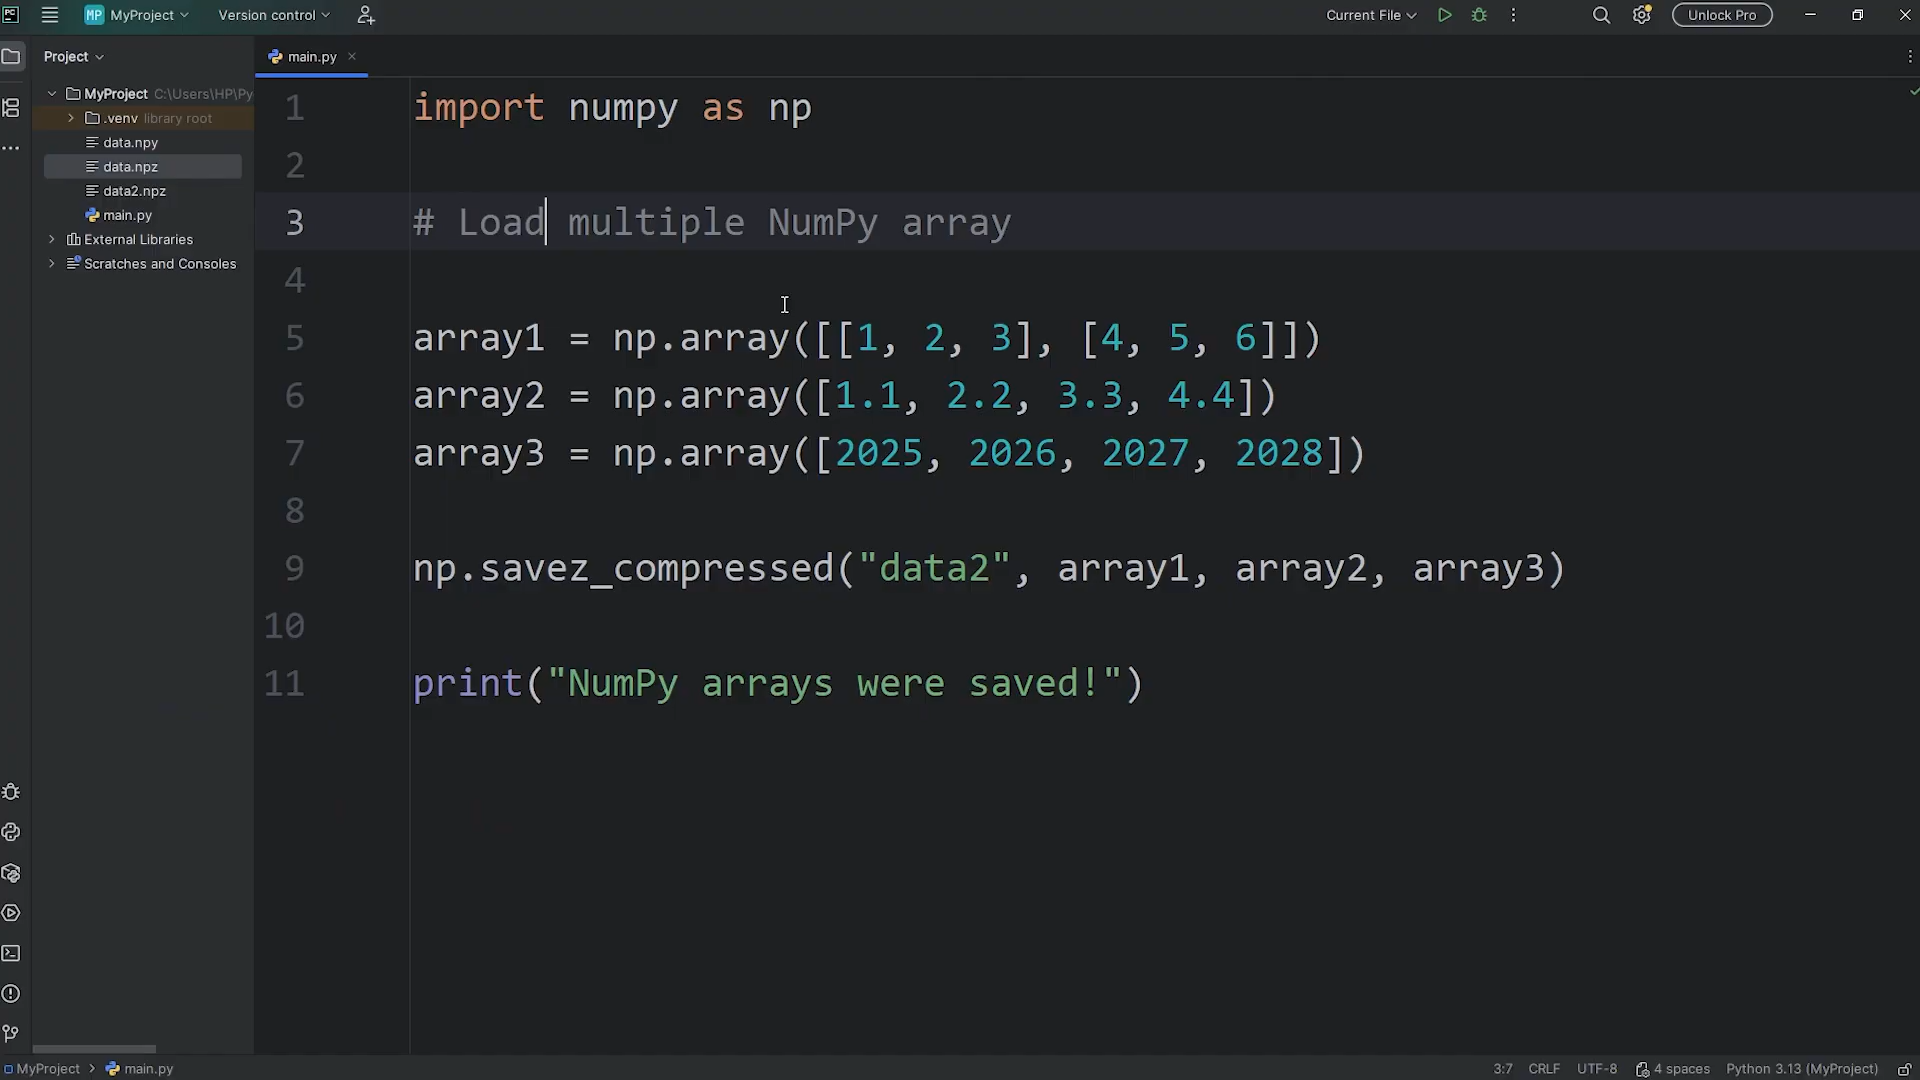 PC MP MyProject Version control Current File Unlock Pro
Project main.py
MyProject C:\Users\HP\Py
.venv library root
data.npy
data.npz
data2.npz
main.py
External Libraries
Scratches and Consoles
1 import numpy as np
2
3 # Load multiple NumPy array
4
5 array1 = np.array([[1, 2, 3], [4, 5, 6]])
6 array2 = np.array([1.1, 2.2, 3.3, 4.4])
7 array3 = np.array([2025, 2026, 2027, 2028])
8
9 np.savez_compressed("data2", array1, array2, array3)
10
11 print("NumPy arrays were saved!")
MyProject > main.py 3:7 CRLF UTF-8 4 spaces Python 3.13 (MyProject)